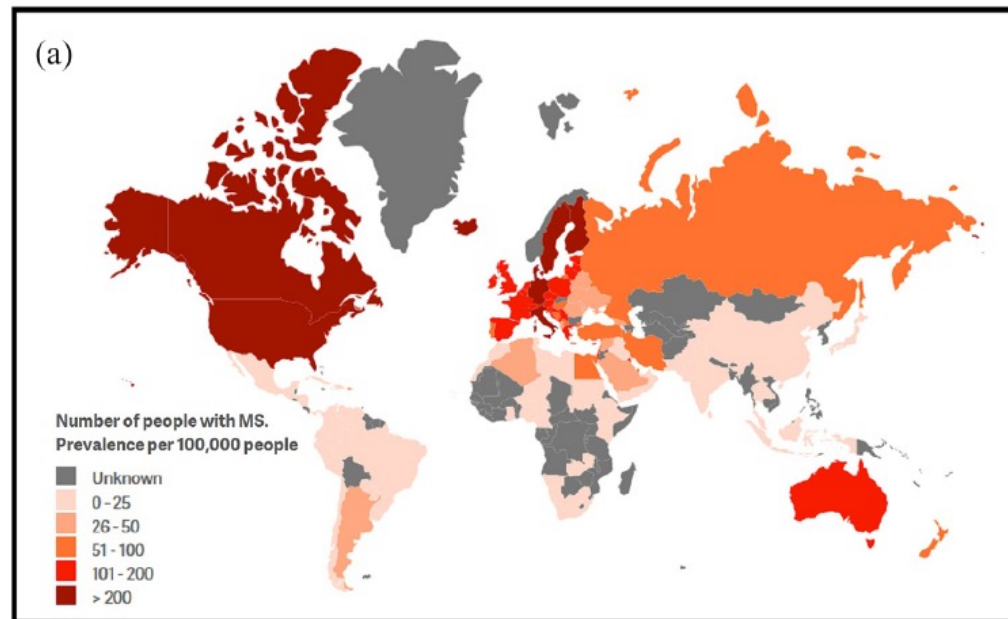 (a)
Number of people with MS.
Prevalence per 100,000 people
Unknown
0 - 25
26 - 50
51 - 100
101 - 200
> 200